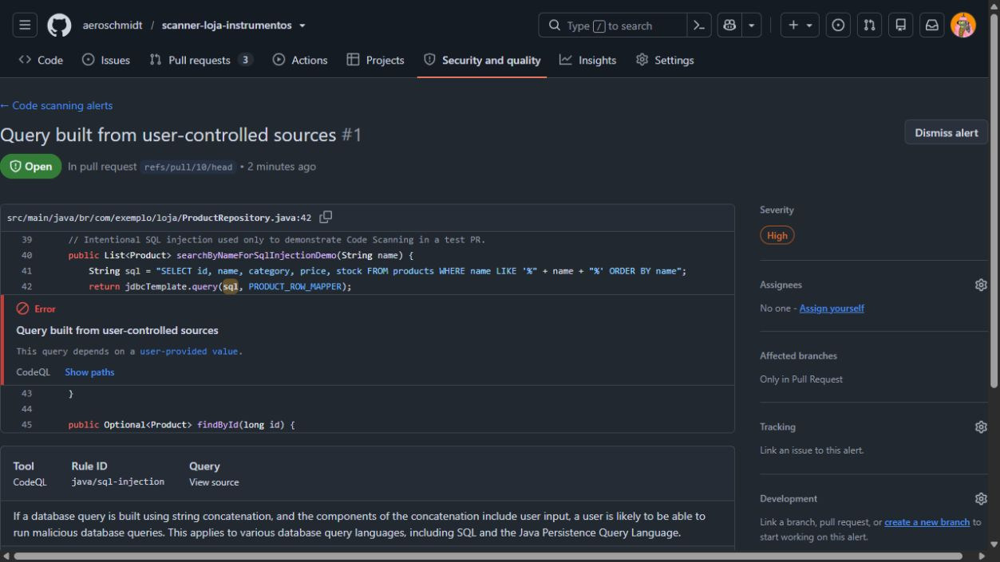 aeroschmidt / scanner-loja-instrumentos
Type / to search
Code
Issues
Pull requests 3
Actions
Projects
Security and quality
Insights
Settings
← Code scanning alerts
Query built from user-controlled sources #1
Dismiss alert
Open
In pull request refs/pull/10/head • 2 minutes ago
src/main/java/br/com/exemplo/loja/ProductRepository.java:42
39 // Intentional SQL injection used only to demonstrate Code Scanning in a test PR.
40 public List<Product> searchByNameForSqlInjectionDemo(String name) {
41 String sql = "SELECT id, name, category, price, stock FROM products WHERE name LIKE '%" + name + "%' ORDER BY name";
42 return jdbcTemplate.query(sql, PRODUCT_ROW_MAPPER);
Error
Query built from user-controlled sources
This query depends on a user-provided value.
CodeQL Show paths
43 }
44
45 public Optional<Product> findById(long id) {
Tool
CodeQL
Rule ID
java/sql-injection
Query
View source
If a database query is built using string concatenation, and the components of the concatenation include user input, a user is likely to be able to
run malicious database queries. This applies to various database query languages, including SQL and the Java Persistence Query Language.
Severity
High
Assignees
No one - Assign yourself
Affected branches
Only in Pull Request
Tracking
Link an issue to this alert.
Development
Link a branch, pull request, or create a new branch to
start working on this alert.